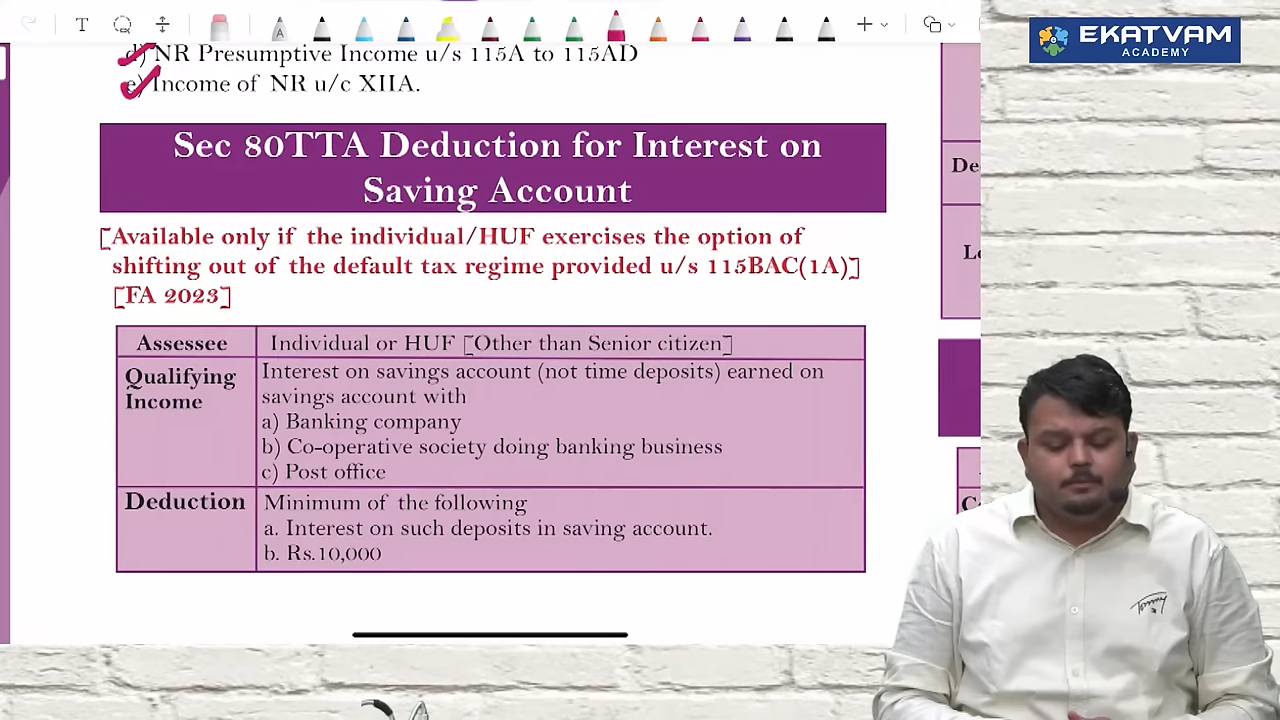 EKATVAM
ACADEMY
d) NR Presumptive Income u/s 115A to 115AD
e) Income of NR u/c XIIA.
Sec 80TTA Deduction for Interest on
Saving Account
[Available only if the individual/HUF exercises the option of
shifting out of the default tax regime provided u/s 115BAC(1A)]
[FA 2023]
Assessee
Individual or HUF [Other than Senior citizen]
Qualifying
Income
Interest on savings account (not time deposits) earned on
savings account with
a) Banking company
b) Co-operative society doing banking business
c) Post office
Deduction
Minimum of the following
a. Interest on such deposits in saving account.
b. Rs.10,000
De
T
A